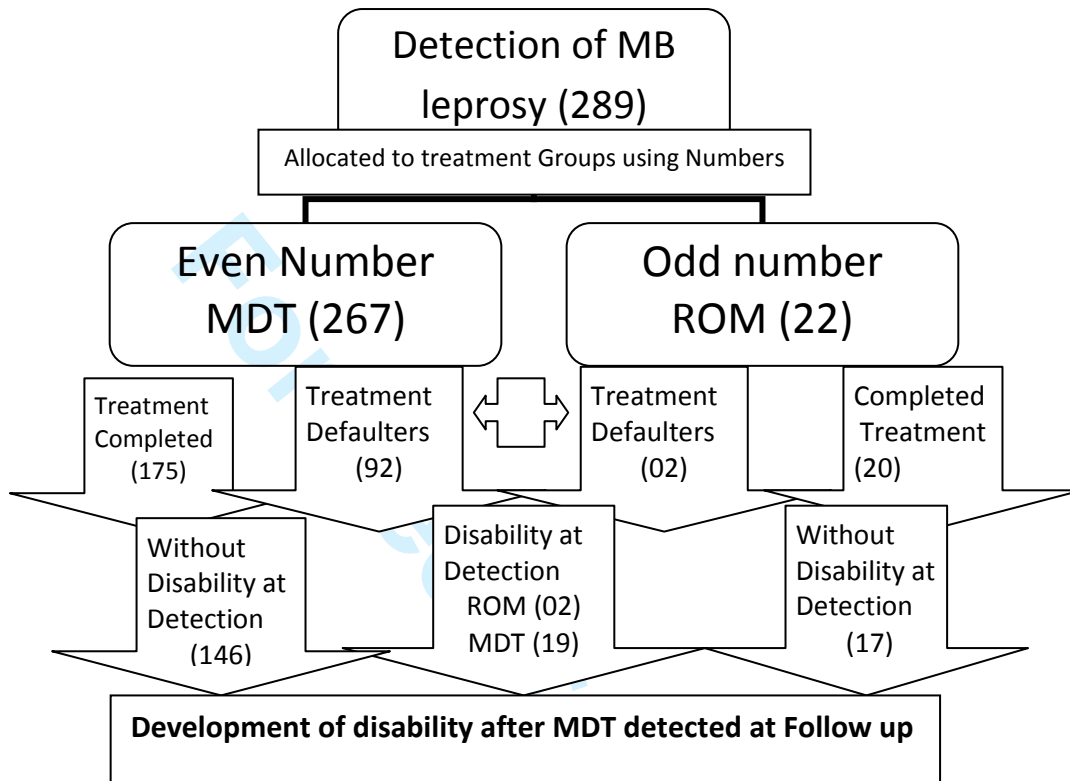 Detection of MB
leprosy (289)
Allocated to treatment Groups using Numbers
Even Number
MDT (267)
Odd number
ROM (22)
Treatment
Completed
(175)
Treatment
Defaulters
(92)
Treatment
Defaulters
(02)
Completed
Treatment
(20)
Without
Disability at
Detection
(146)
Disability at
Detection
ROM (02)
MDT (19)
Without
Disability at
Detection
(17)
Development of disability after MDT detected at Follow up
For